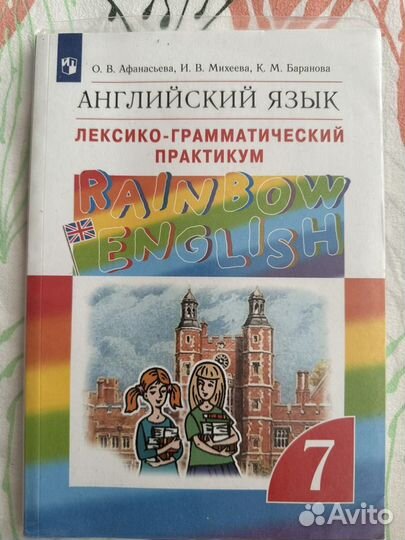 О. В. Афанасьева, И. В. Михеева, К. М. Баранова
АНГЛИЙСКИЙ ЯЗЫК
ЛЕКСИКО-ГРАММАТИЧЕСКИЙ
ПРАКТИКУМ
RAINBOW
ENGLISH
7
Avito